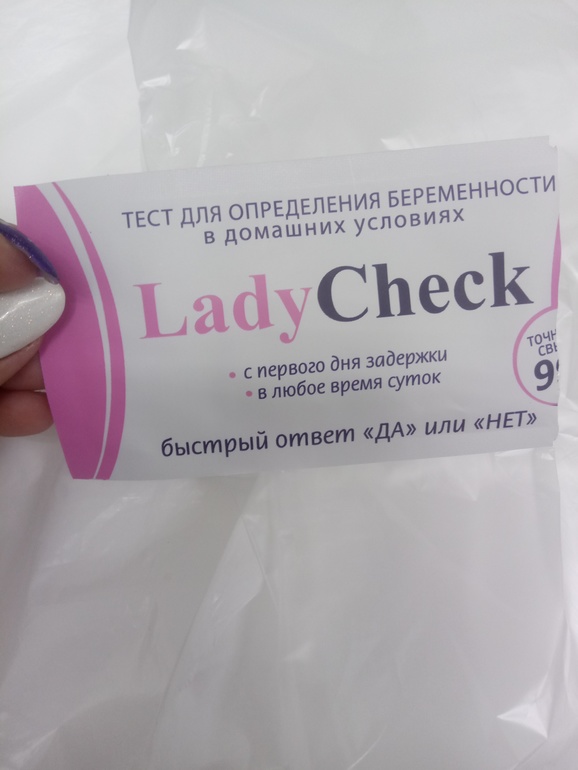 ТЕСТ ДЛЯ ОПРЕДЕЛЕНИЯ БЕРЕМЕННОСТИ
в домашних условиях
LadyCheck
• с первого дня задержки
• в любое время суток
быстрый ответ «ДА» или «НЕТ»